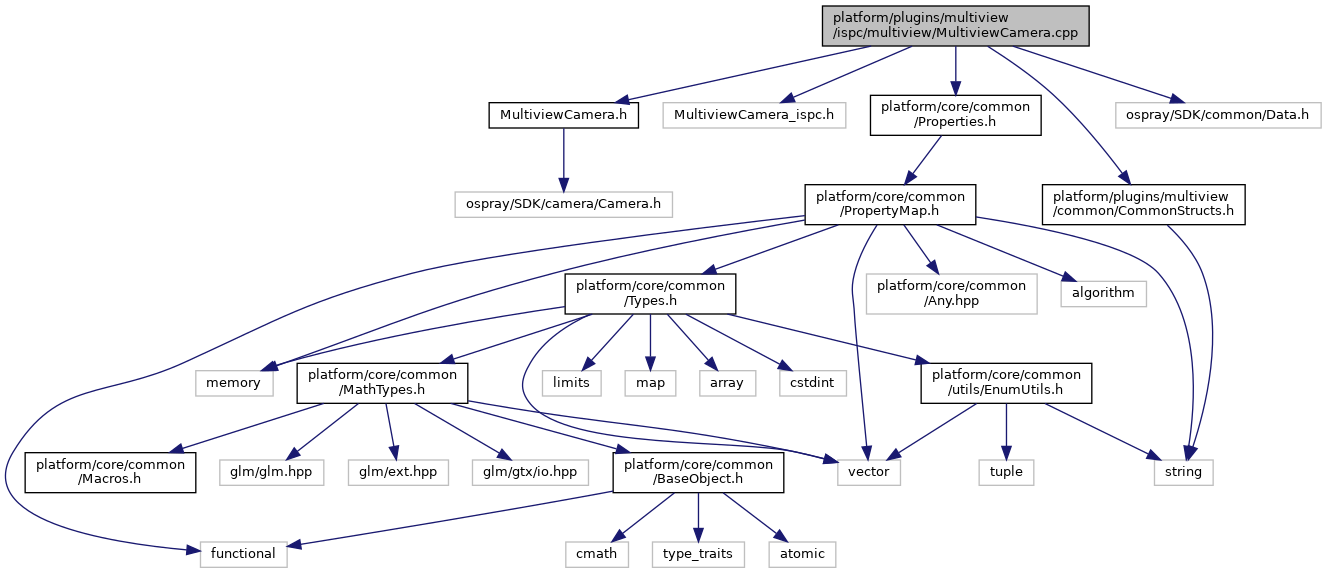 platform/plugins/multiview
/ispc/multiview/MultiviewCamera.cpp
MultiviewCamera.h
MultiviewCamera_ispc.h
platform/core/common
/Properties.h
ospray/SDK/common/Data.h
ospray/SDK/camera/Camera.h
platform/core/common
/PropertyMap.h
platform/plugins/multiview
/common/CommonStructs.h
platform/core/common
/Types.h
platform/core/common
/Any.hpp
algorithm
memory
platform/core/common
/MathTypes.h
limits
map
array
cstdint
platform/core/common
/utils/EnumUtils.h
platform/core/common
/Macros.h
glm/glm.hpp
glm/ext.hpp
glm/gtx/io.hpp
platform/core/common
/BaseObject.h
vector
tuple
string
functional
cmath
type_traits
atomic